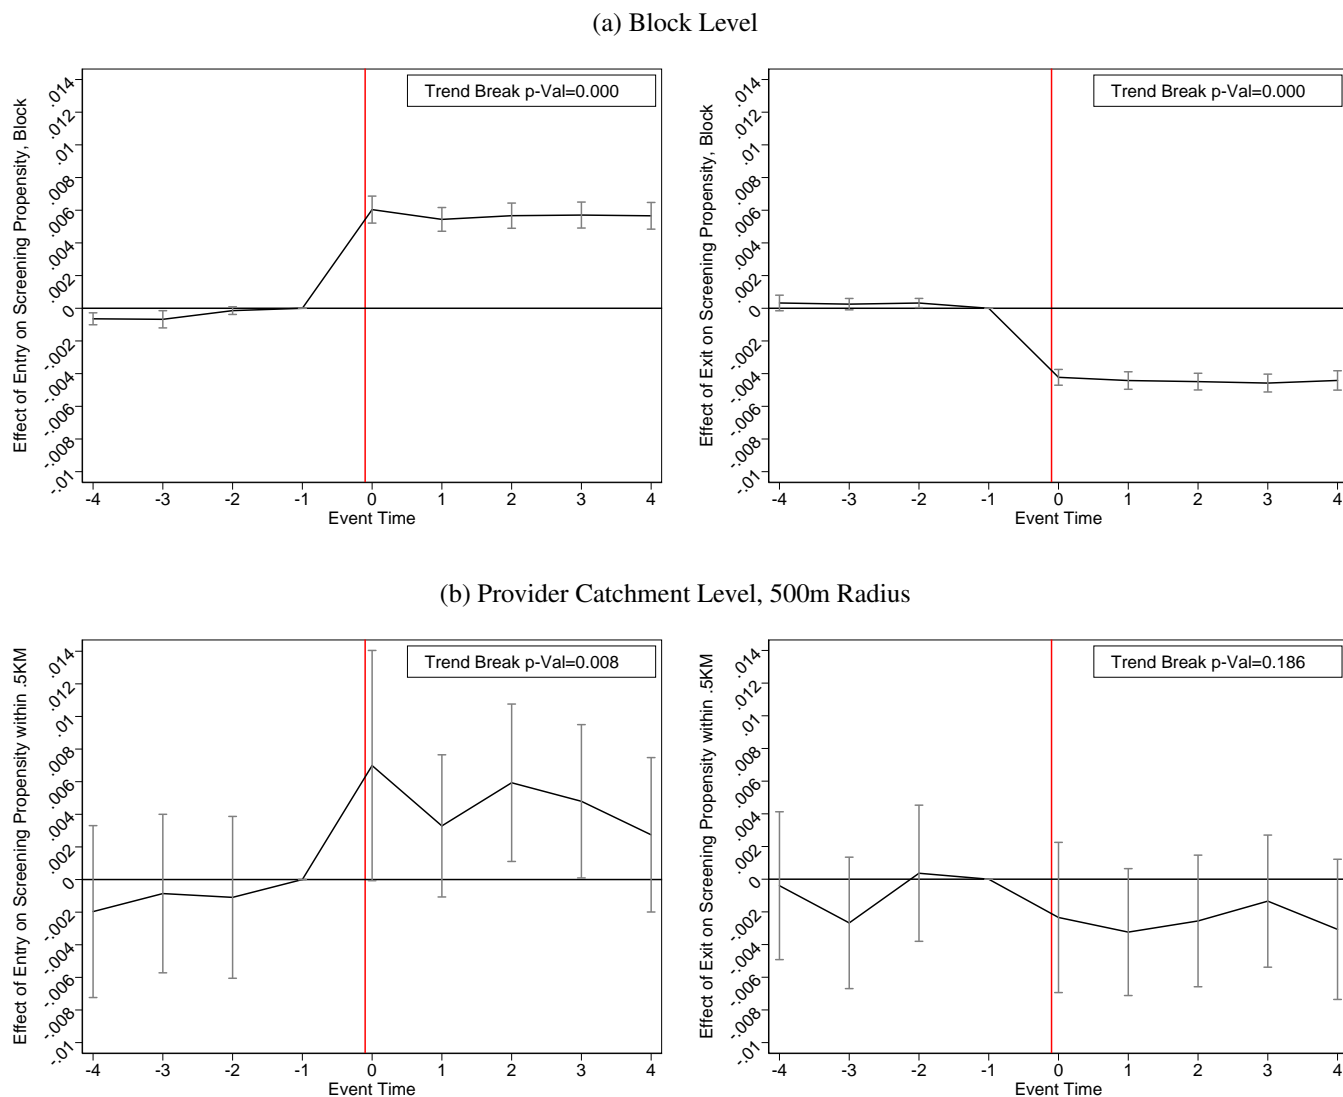 (a) Block Level
Effect of Entry on Screening Propensity, Block
.014
.012
.01
.008
.006
.004
.002
0
-.002
-.004
-.006
-.008
-.01
Trend Break p-Val=0.000
-4 -3 -2 -1 0 1 2 3 4
Event Time
Effect of Exit on Screening Propensity, Block
.014
.012
.01
.008
.006
.004
.002
0
-.002
-.004
-.006
-.008
-.01
Trend Break p-Val=0.000
-4 -3 -2 -1 0 1 2 3 4
Event Time
(b) Provider Catchment Level, 500m Radius
Effect of Entry on Screening Propensity within .5KM
.014
.012
.01
.008
.006
.004
.002
0
-.002
-.004
-.006
-.008
-.01
Trend Break p-Val=0.008
-4 -3 -2 -1 0 1 2 3 4
Event Time
Effect of Exit on Screening Propensity within .5KM
.014
.012
.01
.008
.006
.004
.002
0
-.002
-.004
-.006
-.008
-.01
Trend Break p-Val=0.186
-4 -3 -2 -1 0 1 2 3 4
Event Time